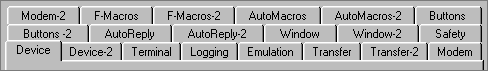 Modem-2 F-Macros F-Macros-2 AutoMacros AutoMacros-2 Buttons
Buttons -2 AutoReply AutoReply-2 Window Window-2 Safety
Device Device-2 Terminal Logging Emulation Transfer Transfer-2 Modem